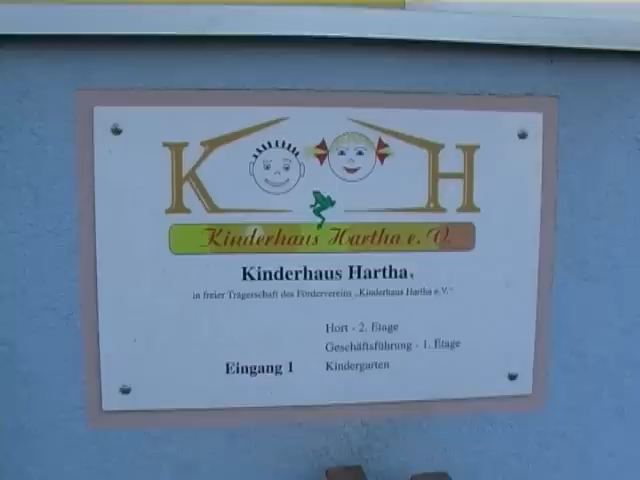 K H
Kinderhaus Hartha e. V.
Kinderhaus Hartha,
in freier Trägerschaft des Fördervereins „Kinderhaus Hartha e.V."
Hort - 2. Etage
Geschäftsführung - 1. Etage
Eingang 1 Kindergarten